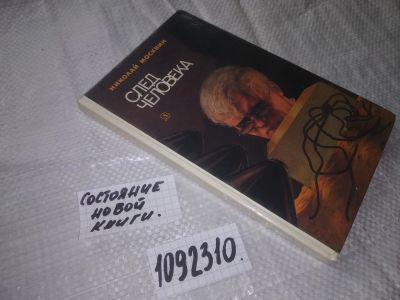 НИКОЛАЙ МОСКВИН
СЛЕД
ЧЕЛОВЕКА
СОСТОЯНИЕ
НОВОЙ
КНИГИ.
1092310.